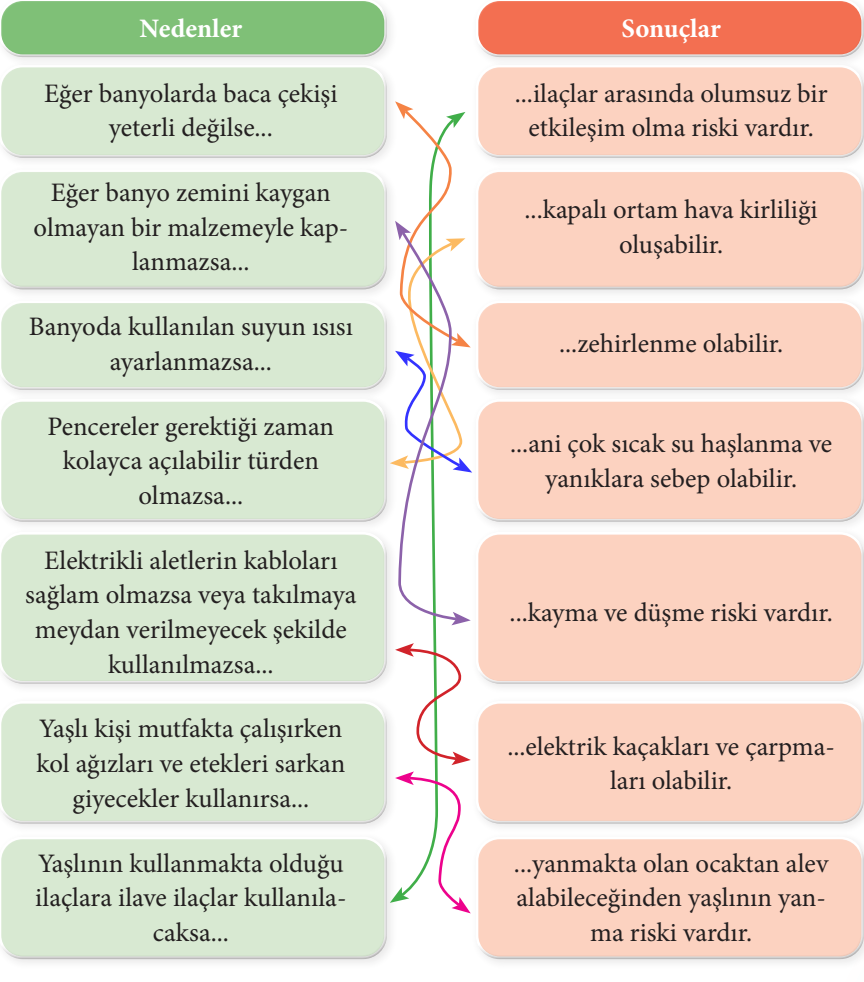 Nedenler
Eğer banyolarda baca çekişi
yeterli değilse...
Eğer banyo zemini kaygan
olmayan bir malzemeyle kap-
lanmazsa...
Banyoda kullanılan suyun ısısı
ayarlanmazsa...
Pencereler gerektiği zaman
kolayca açılabilir türden
olmazsa...
Elektrikli aletlerin kabloları
sağlam olmazsa veya takılmaya
meydan verilmeyecek şekilde
kullanılmazsa...
Yaşlı kişi mutfakta çalışırken
kol ağızları ve etekleri sarkan
giyecekler kullanırsa...
Yaşlının kullanmakta olduğu
ilaçlara ilave ilaçlar kullanıla-
caksa...
Sonuçlar
...ilaçlar arasında olumsuz bir
etkileşim olma riski vardır.
...kapalı ortam hava kirliliği
oluşabilir.
...zehirlenme olabilir.
...ani çok sıcak su haşlanma ve
yanıklara sebep olabilir.
...kayma ve düşme riski vardır.
...elektrik kaçakları ve çarpma-
ları olabilir.
...yanmakta olan ocaktan alev
alabileceğinden yaşlının yan-
ma riski vardır.